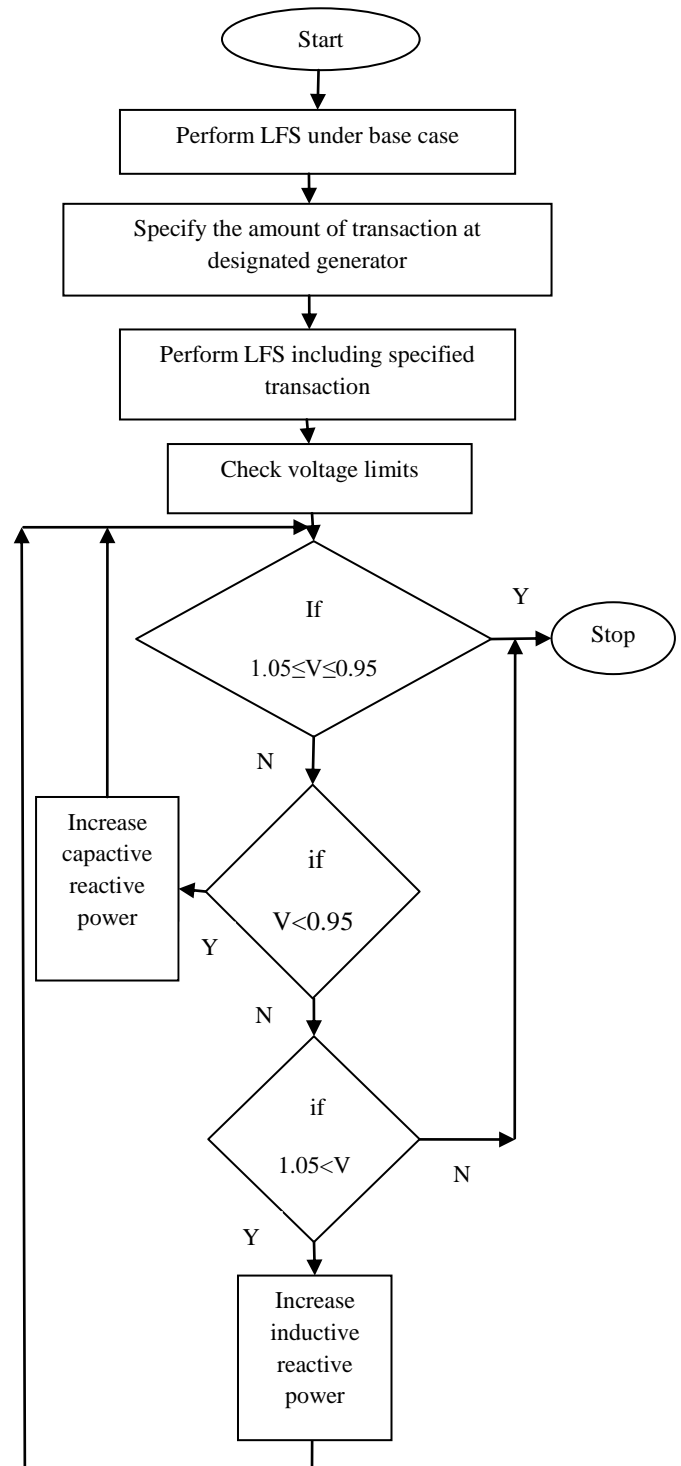 Start
Perform LFS under base case
Specify the amount of transaction at
designated generator
Perform LFS including specified
transaction
Check voltage limits
If
1.05≤V≤0.95
Y
Stop
N
Increase
capactive
reactive
power
if
V<0.95
Y
N
if
1.05<V
N
Y
Increase
inductive
reactive
power